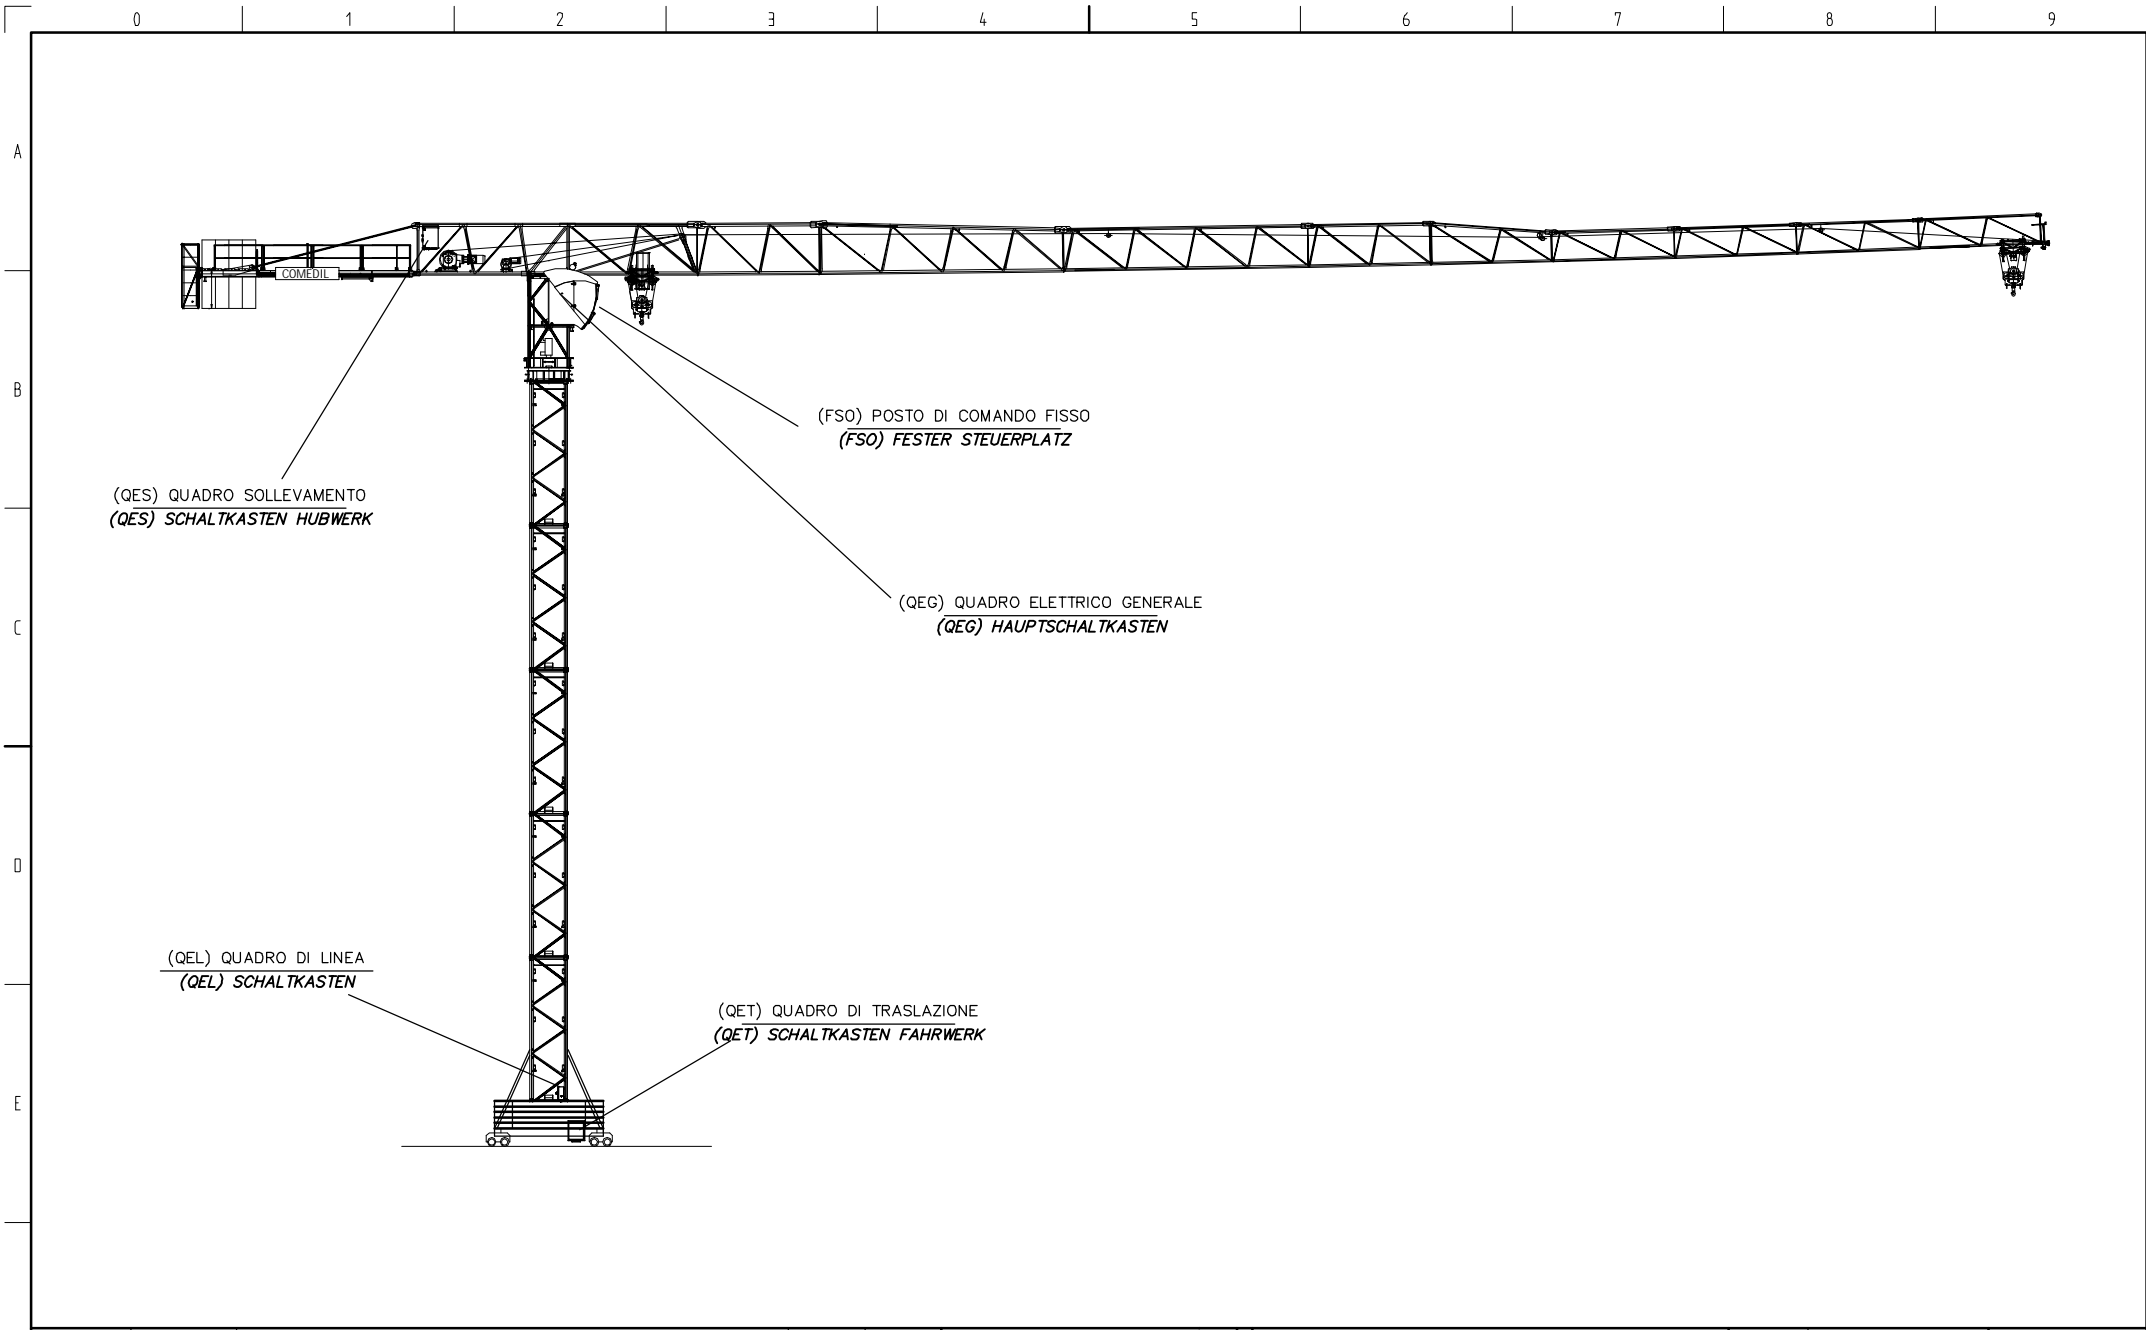 0 1 2 3 4 5 6 7 8 9
A
COMEDIL
B
(FSO) POSTO DI COMANDO FISSO
(FSO) FESTER STEUERPLATZ
(QES) QUADRO SOLLEVAMENTO
(QES) SCHALTKASTEN HUBWERK
(QEG) QUADRO ELETTRICO GENERALE
(QEG) HAUPTSCHALTKASTEN
C
D
(QEL) QUADRO DI LINEA
(QEL) SCHALTKASTEN
(QET) QUADRO DI TRASLAZIONE
(QET) SCHALTKASTEN FAHRWERK
E